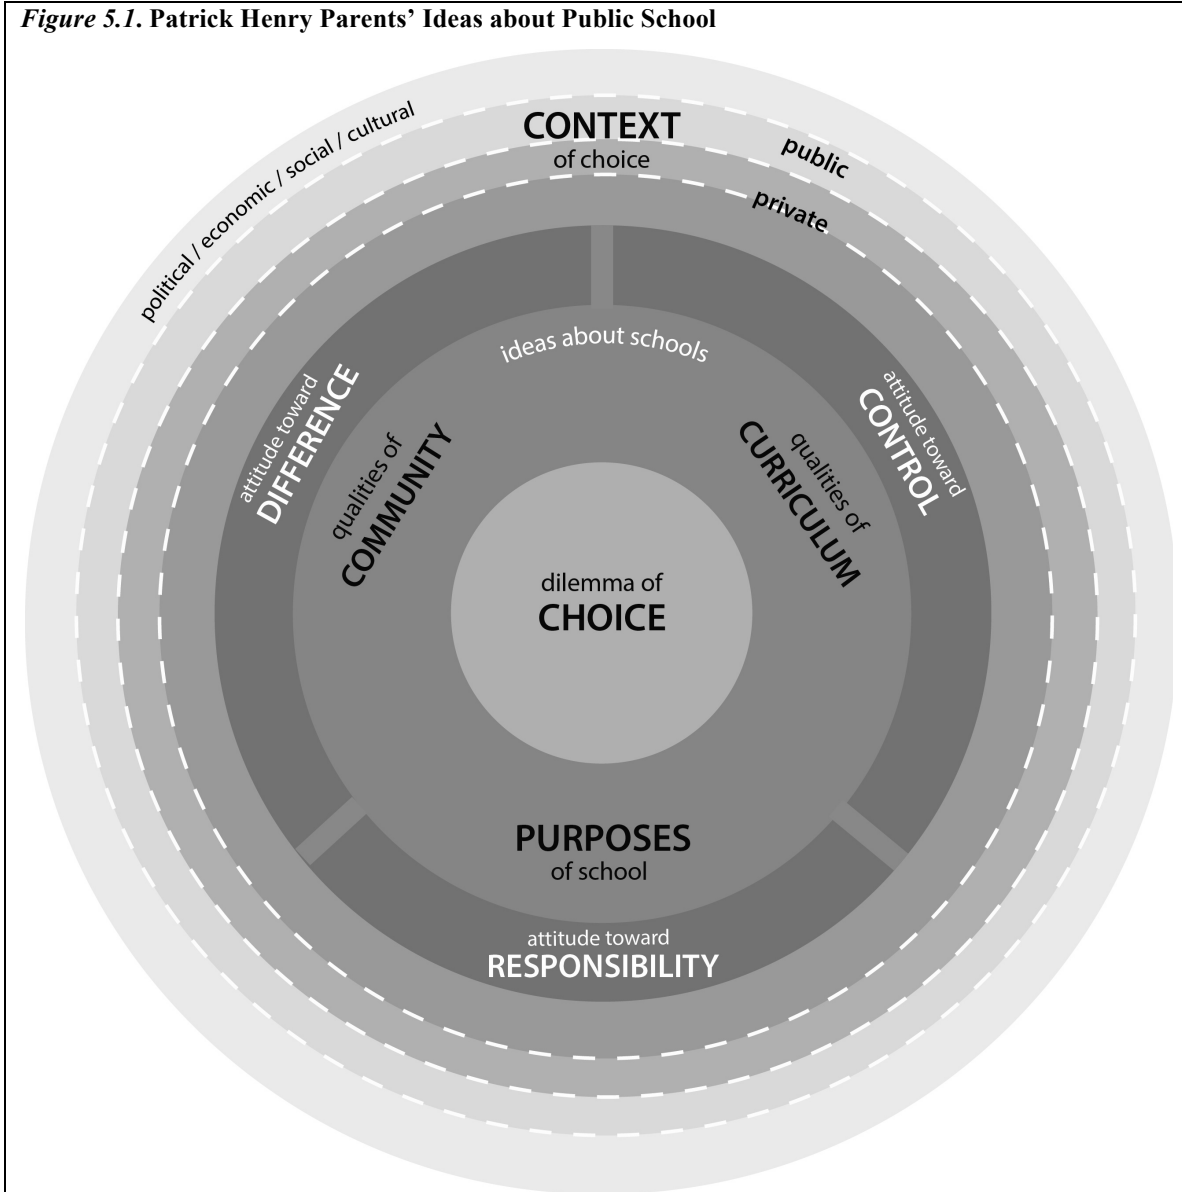 Figure 5.1. Patrick Henry Parents’ Ideas about Public School
political / economic / social / cultural
CONTEXT
of choice
public
private
ideas about schools
attitude toward
DIFFERENCE
qualities of
COMMUNITY
qualities of
CURRICULUM
attitude toward
CONTROL
dilemma of
CHOICE
PURPOSES
of school
attitude toward
RESPONSIBILITY